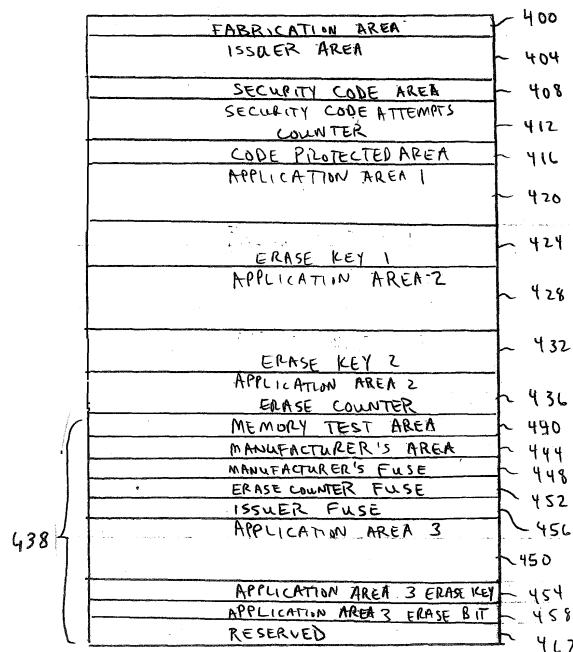 FABRICATION AREA 400
ISSUER AREA 404
SECURITY CODE AREA 408
SECURITY CODE ATTEMPTS
COUNTER 412
CODE PROTECTED AREA 416
APPLICATION AREA 1
420
424
ERASE KEY 1
APPLICATION AREA 2
428
432
ERASE KEY 2
APPLICATION AREA 2
ERASE COUNTER 436
MEMORY TEST AREA 440
MANUFACTURER'S AREA 444
MANUFACTURER'S FUSE 448
ERASE COUNTER FUSE 452
ISSUER FUSE 456
APPLICATION AREA 3
438
450
APPLICATION AREA 3 ERASE KEY 454
APPLICATION AREA 3 ERASE BIT 458
RESERVED